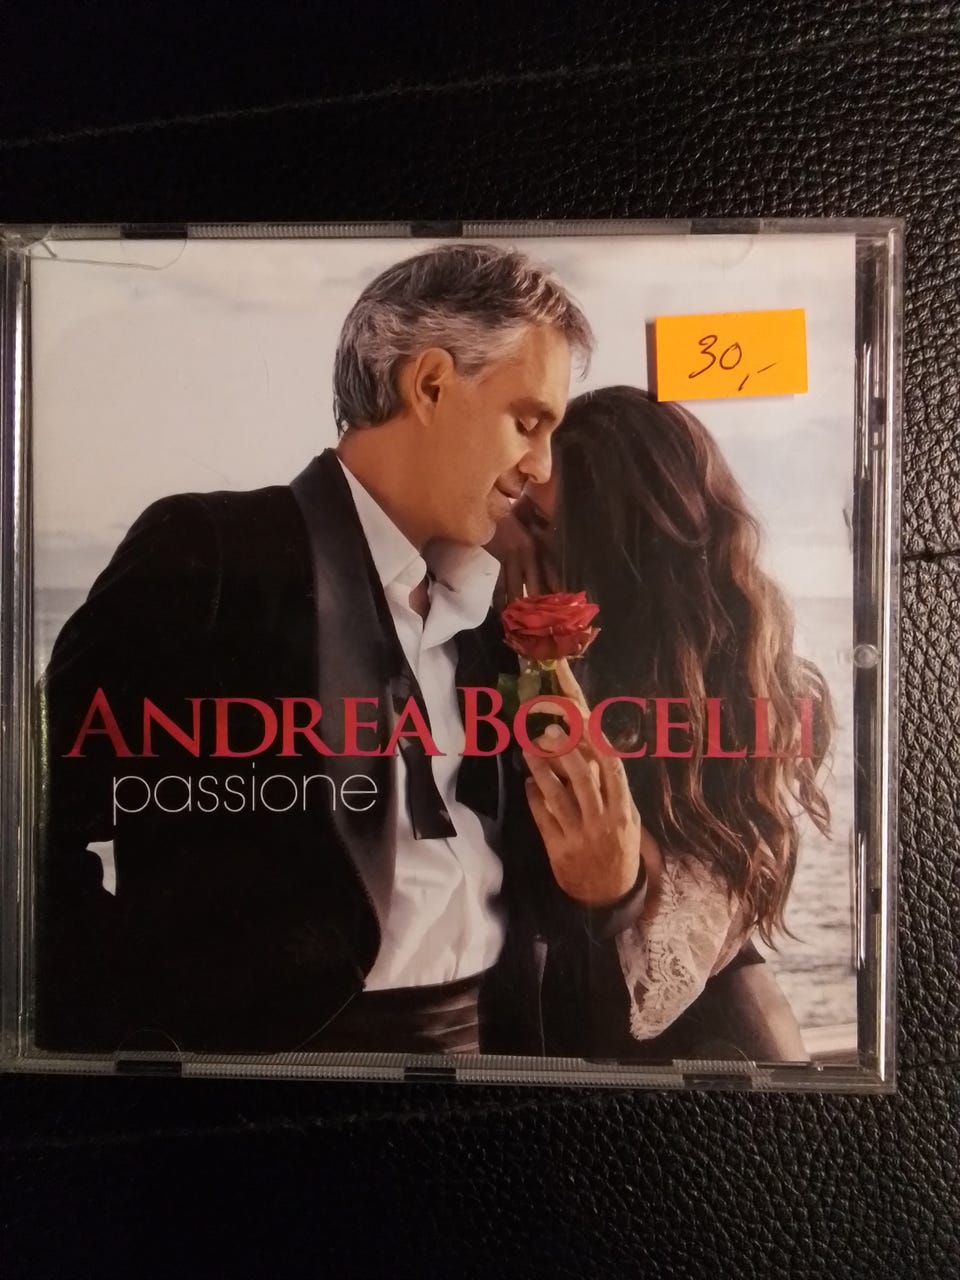 30,-
ANDREA BOCELLI
passione